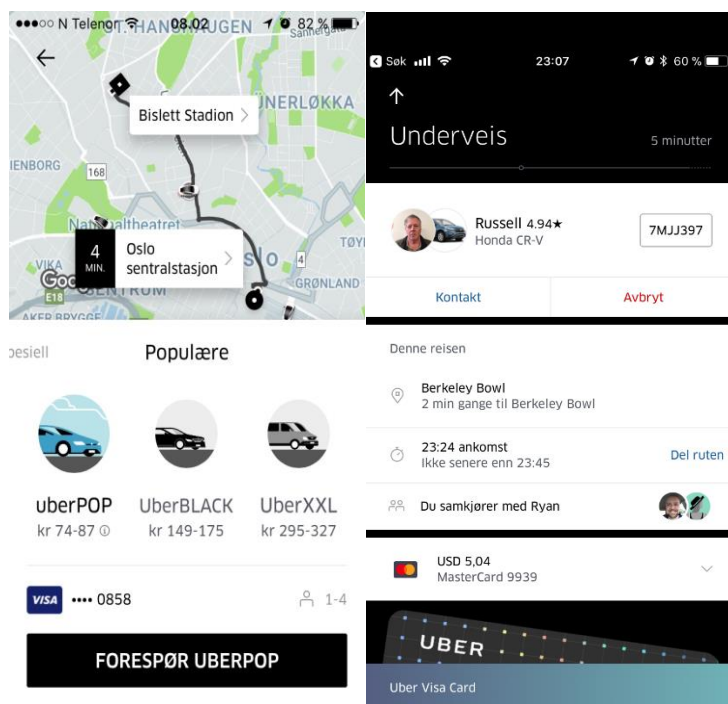 N Telenor 08.02 82 %
ST. HANSHAUGEN
Bislett Stadion
168
4 MIN.
Oslo sentralstasjon
VIKA
E18
SENTRUM
AKER BRYGGE
4
GRØNLAND
Populære
uberPOP UberBLACK UberXXL
kr 74-87 kr 149-175 kr 295-327
VISA •••• 0858 1-4
FORESPØR UBERPOP
Søk 23:07 60 %
Underveis 5 minutter
Russell 4.94★
Honda CR-V
7MJJ397
Kontakt Avbryt
Denne reisen
Berkeley Bowl
2 min gange til Berkeley Bowl
23:24 ankomst
Ikke senere enn 23:45
Del ruten
Du samkjører med Ryan
USD 5,04
MasterCard 9939
UBER
Uber Visa Card